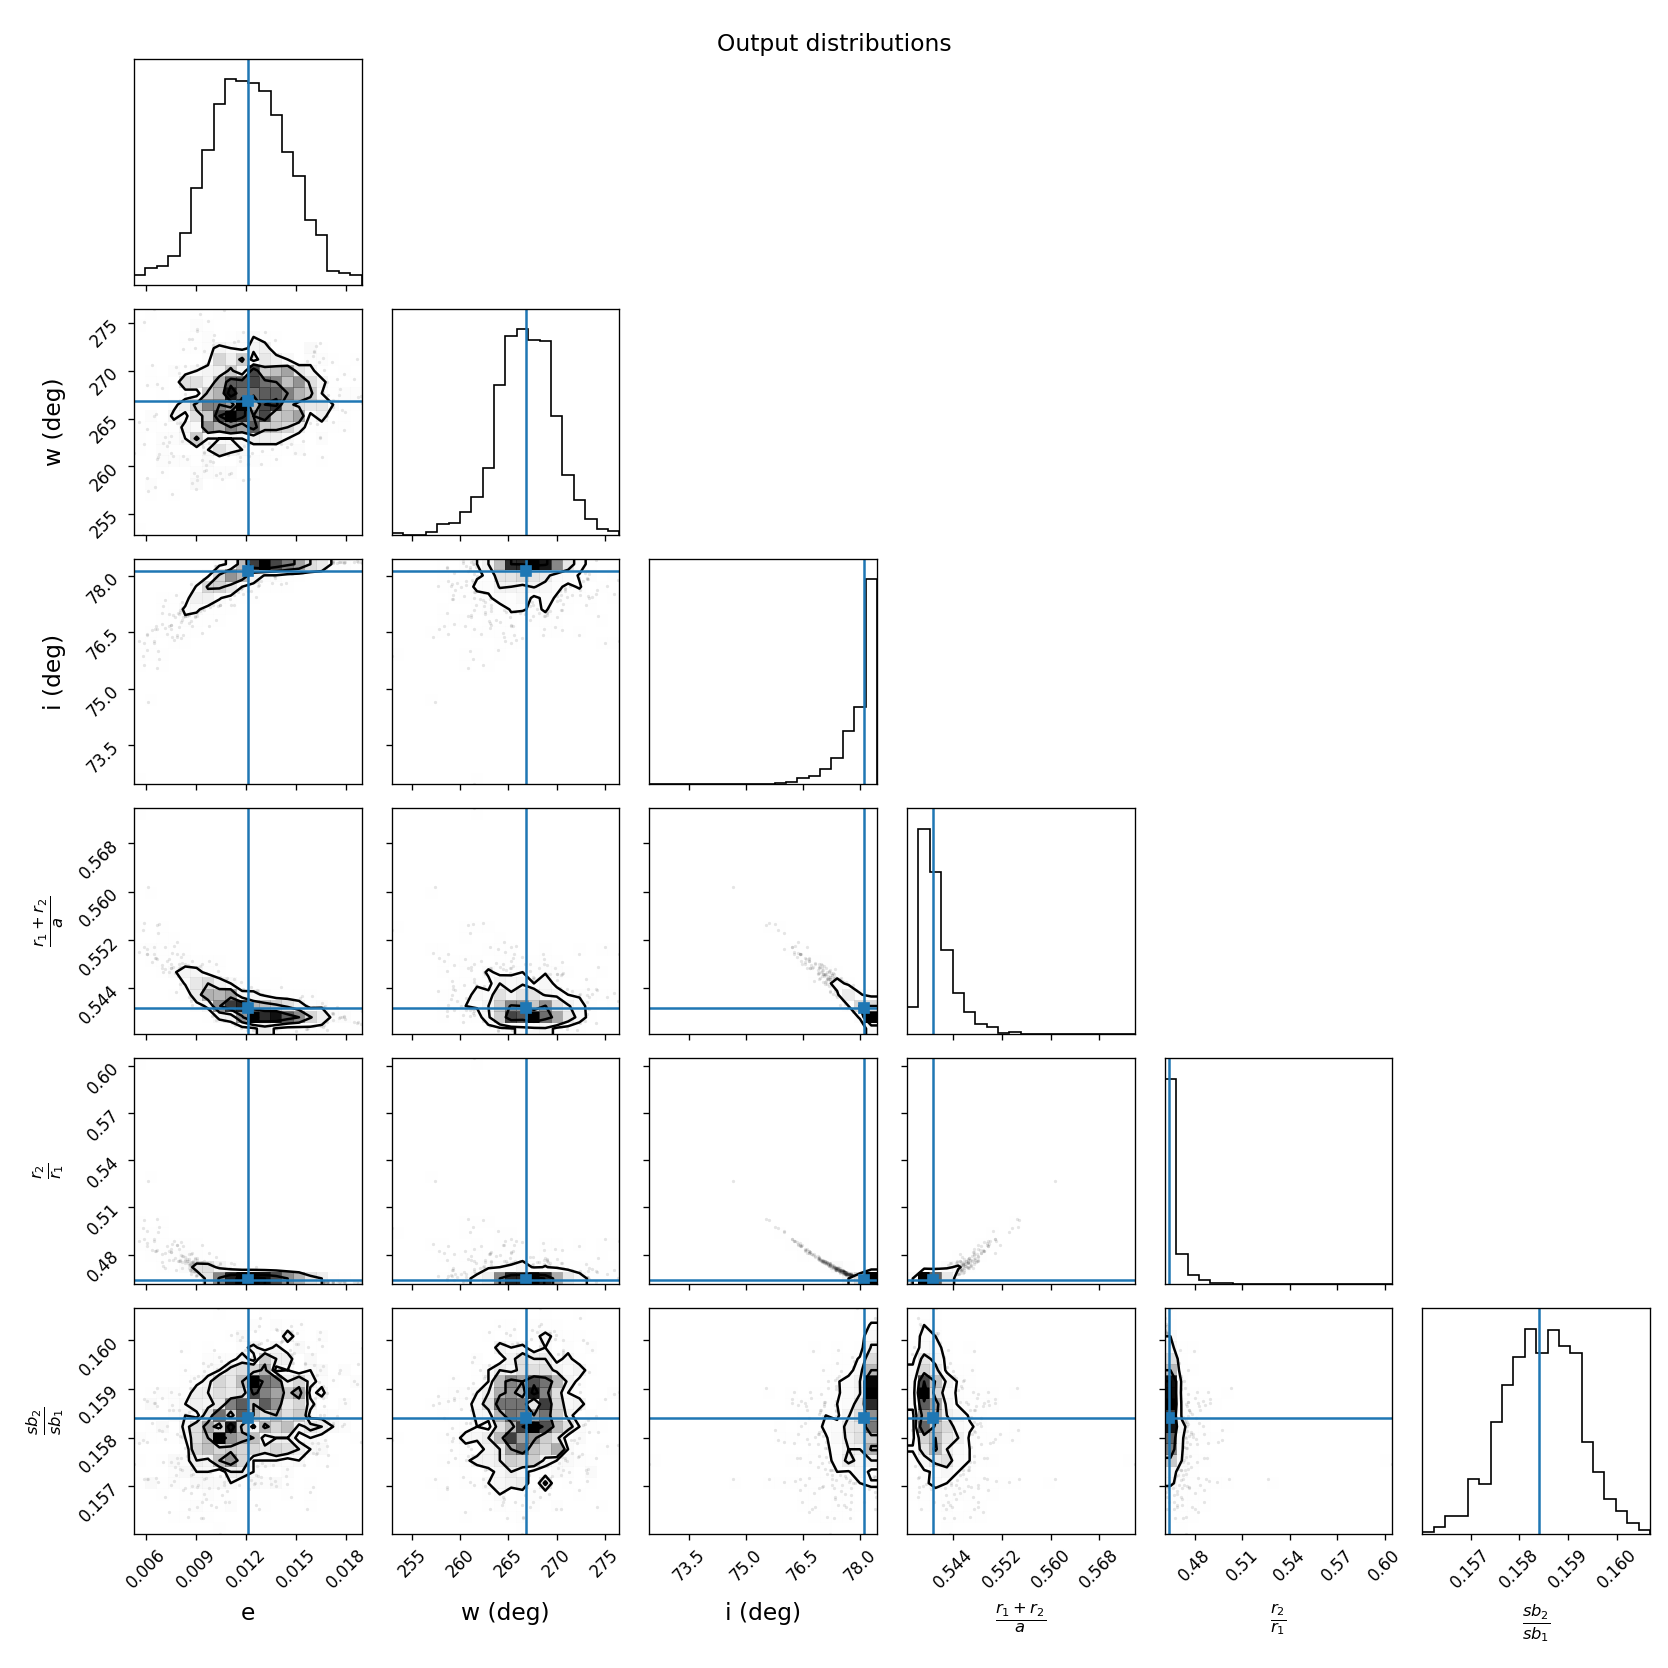 Output distributions
w (deg)
275
270
265
260
255
i (deg)
78.0
76.5
75.0
73.5
r₁ + r₂
a
0.568
0.560
0.552
0.544
r₂
r₁
0.60
0.57
0.54
0.51
0.48
sb₂
sb₁
0.160
0.159
0.158
0.157
0.006 0.009 0.012 0.015 0.018 255 260 265 270 275 73.5 75.0 76.5 78.0 0.544 0.552 0.560 0.568 0.48 0.51 0.54 0.57 0.60 0.157 0.158 0.159 0.160
e w (deg) i (deg) r₁ + r₂ r₂ sb₂
a r₁ sb₁